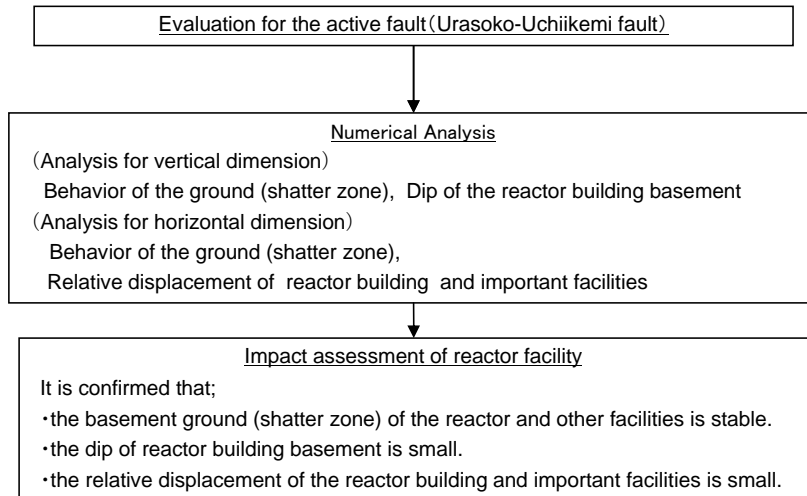 Evaluation for the active fault（Urasoko-Uchiikemi fault）
Numerical Analysis
（Analysis for vertical dimension）
Behavior of the ground (shatter zone),  Dip of the reactor building basement
（Analysis for horizontal dimension）
Behavior of the ground (shatter zone),
Relative displacement of  reactor building  and important facilities
Impact assessment of reactor facility
It is confirmed that;
・the basement ground (shatter zone) of the reactor and other facilities is stable.
・the dip of reactor building basement is small.
・the relative displacement of the reactor building and important facilities is small.